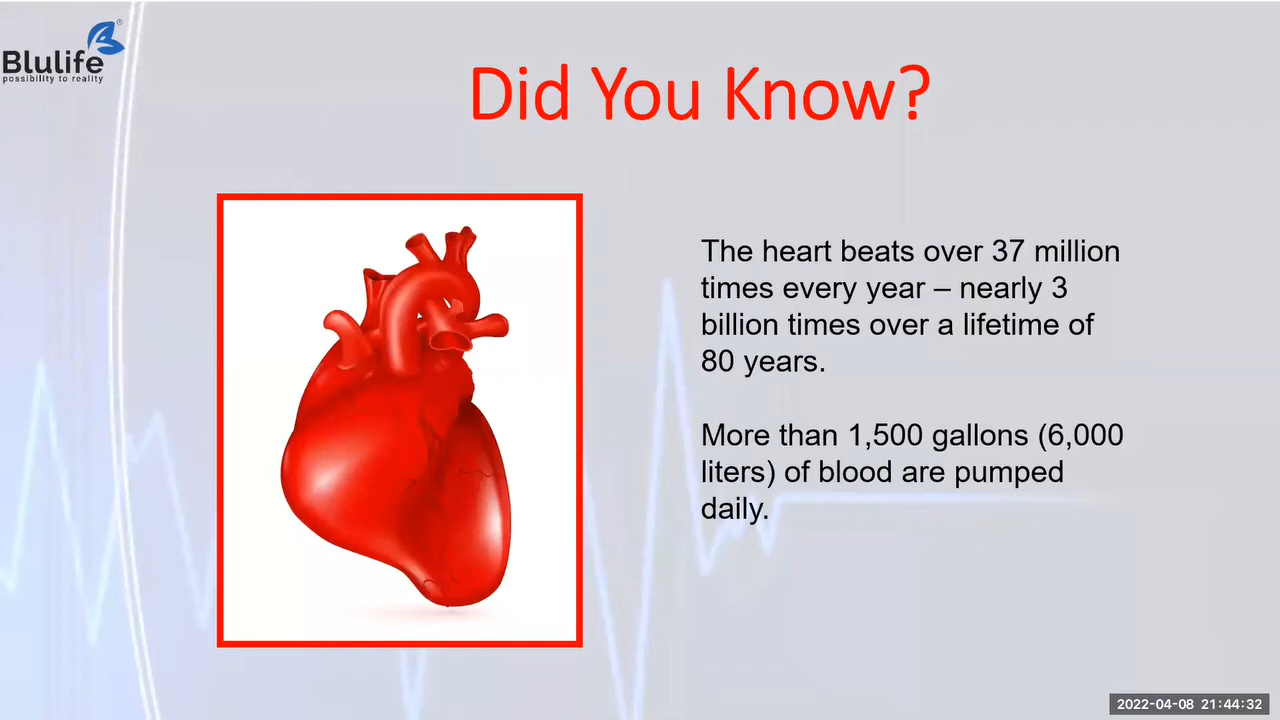 Blulife®
possibility to reality
Did You Know?
The heart beats over 37 million
times every year – nearly 3
billion times over a lifetime of
80 years.
More than 1,500 gallons (6,000
liters) of blood are pumped
daily.
2022-04-08 21:44:32